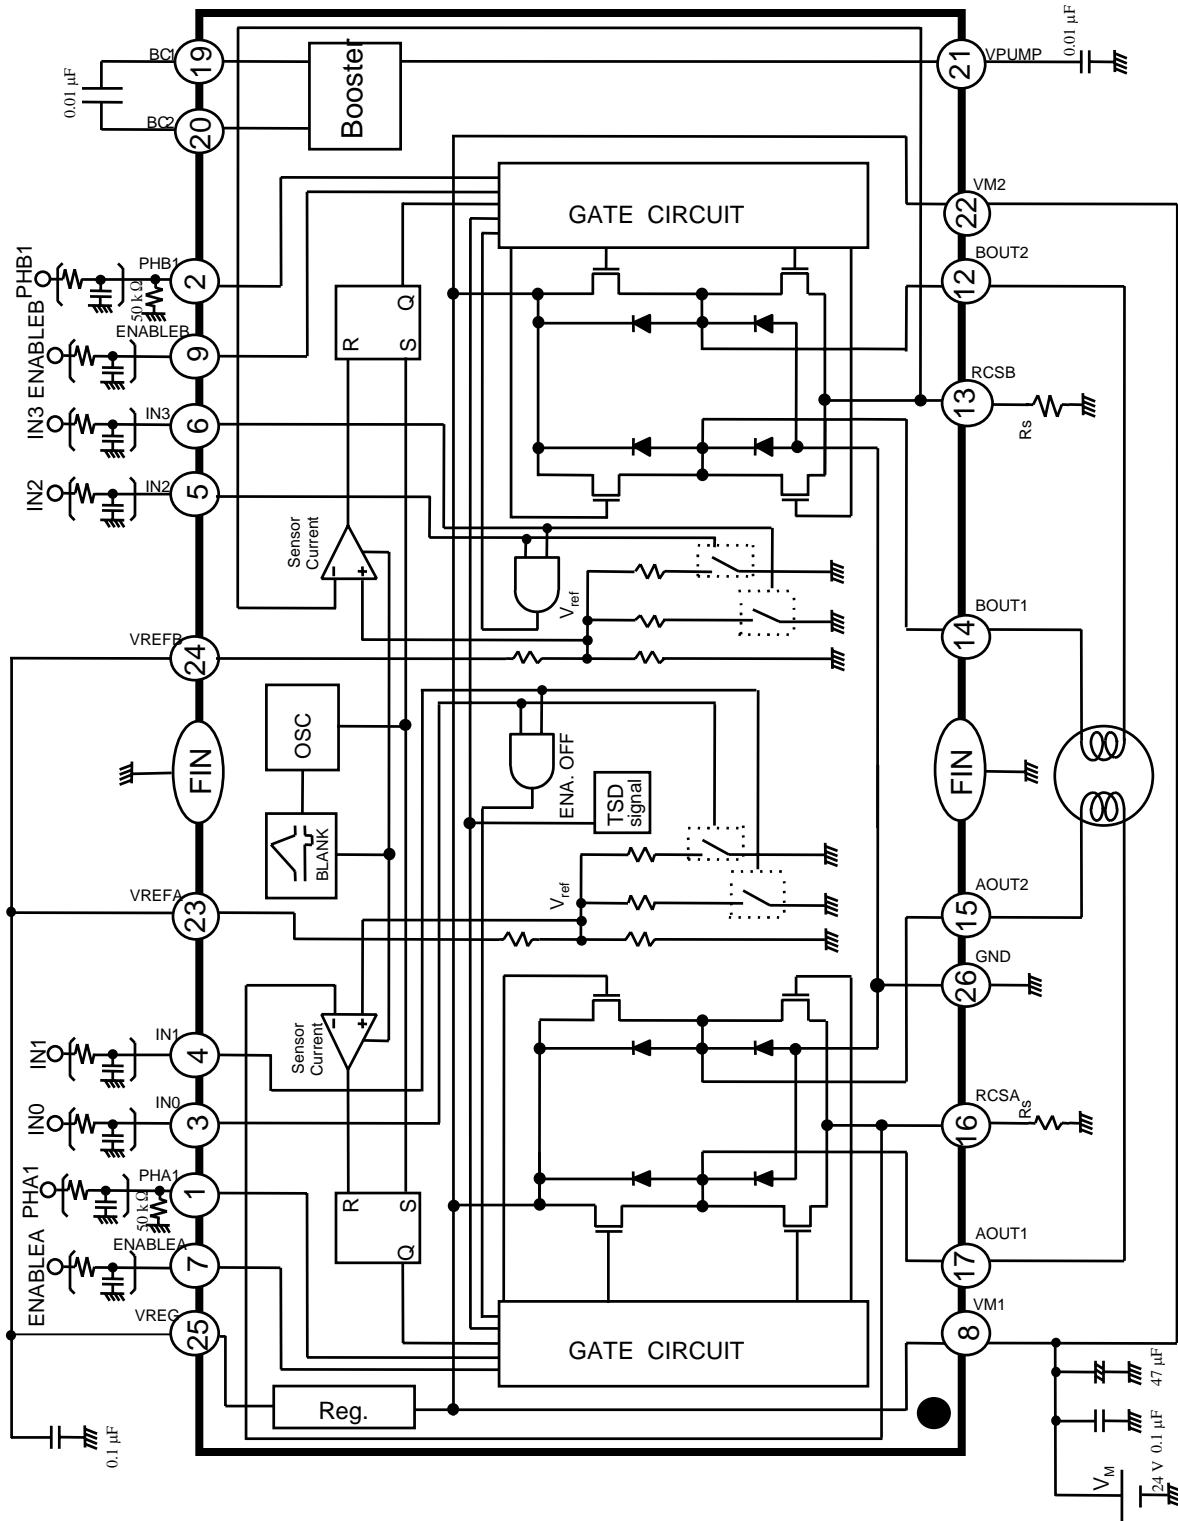 BC1
19
0.01 µF
BC2
20
Booster
21
VPUMP
0.01 µF
VM2
22
GATE CIRCUIT
BOUT2
12
PHB1
PHB1
2
50 kΩ
ENABLEB
ENABLEB
9
R
Q
S
RCSB
13
Rs
IN3
IN3
6
IN2
IN2
5
Sensor
Current
−
+
Vref
BOUT1
14
VREFB
24
OSC
FIN
ENA. OFF
TSD
signal
FIN
BLANK
VREFA
23
Vref
AOUT2
15
GND
26
IN1
IN1
4
Sensor
Current
−
+
IN0
IN0
3
RCSA
16
Rs
PHA1
PHA1
1
50 kΩ
R
S
Q
ENABLEA
ENABLEA
7
AOUT1
17
VREG
25
GATE CIRCUIT
VM1
8
Reg.
0.1 µF
47 µF
0.1 µF
VM
24 V